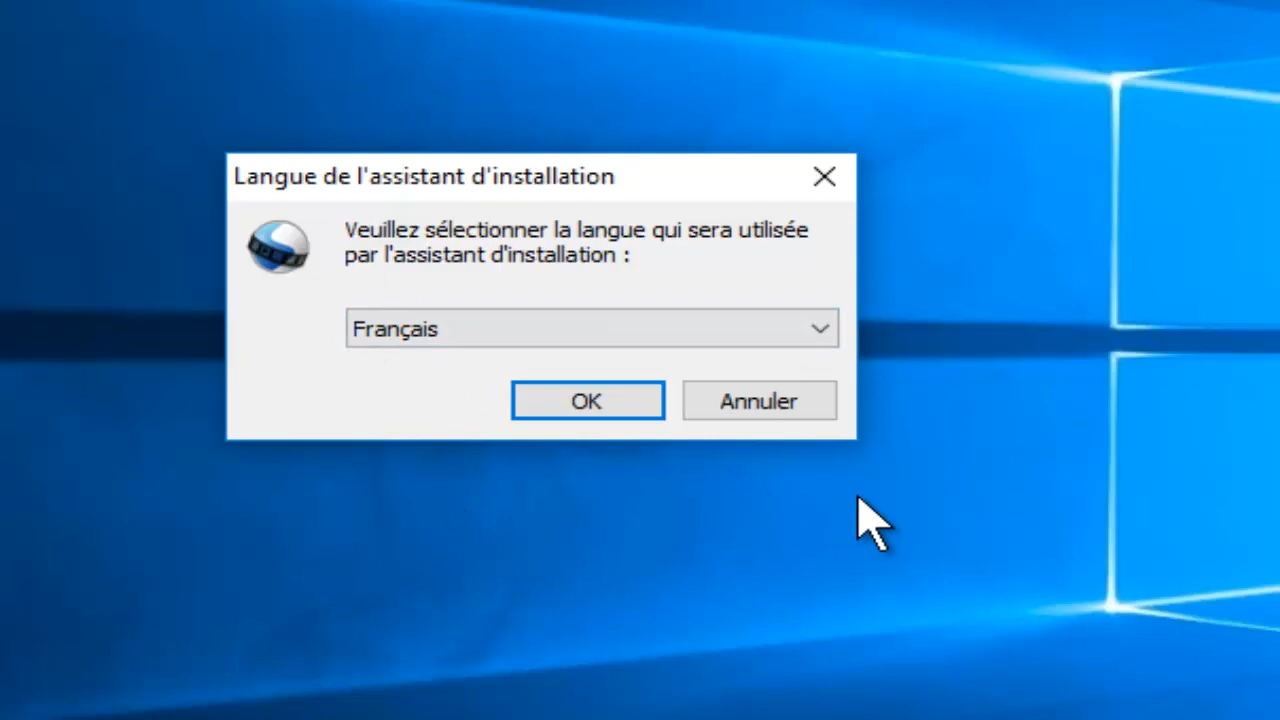 Langue de l'assistant d'installation
Veuillez sélectionner la langue qui sera utilisée
par l'assistant d'installation :
Français
OK
Annuler